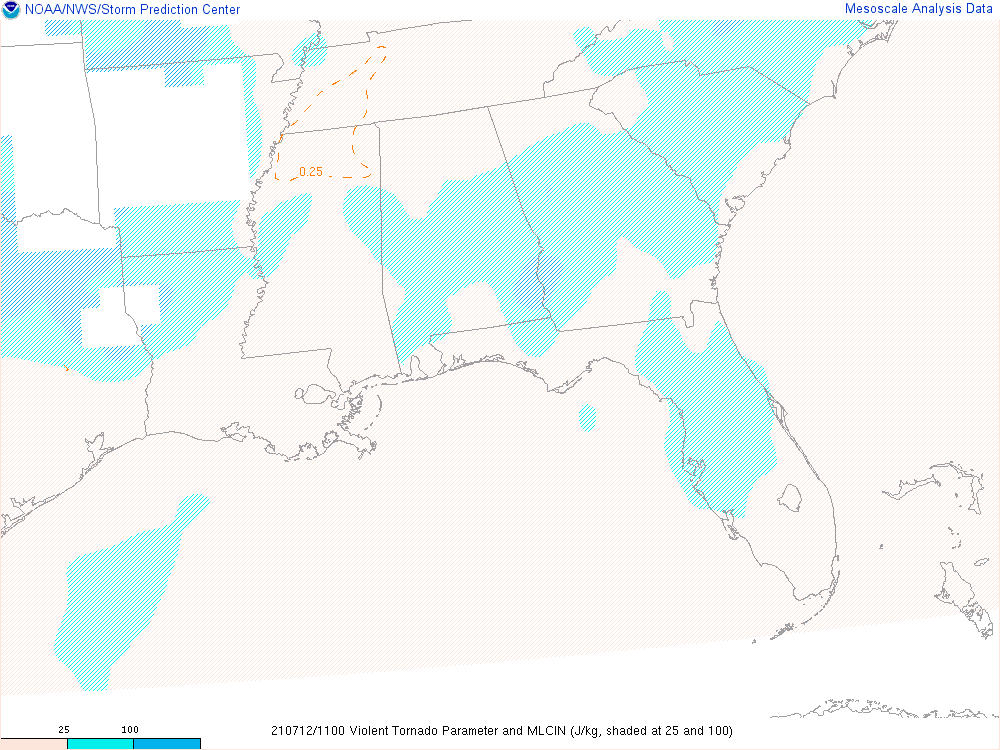 NOAA/NWS/Storm Prediction Center
Mesoscale Analysis Data
0.25
25 100
210712/1100 Violent Tornado Parameter and MLCIN (J/kg, shaded at 25 and 100)